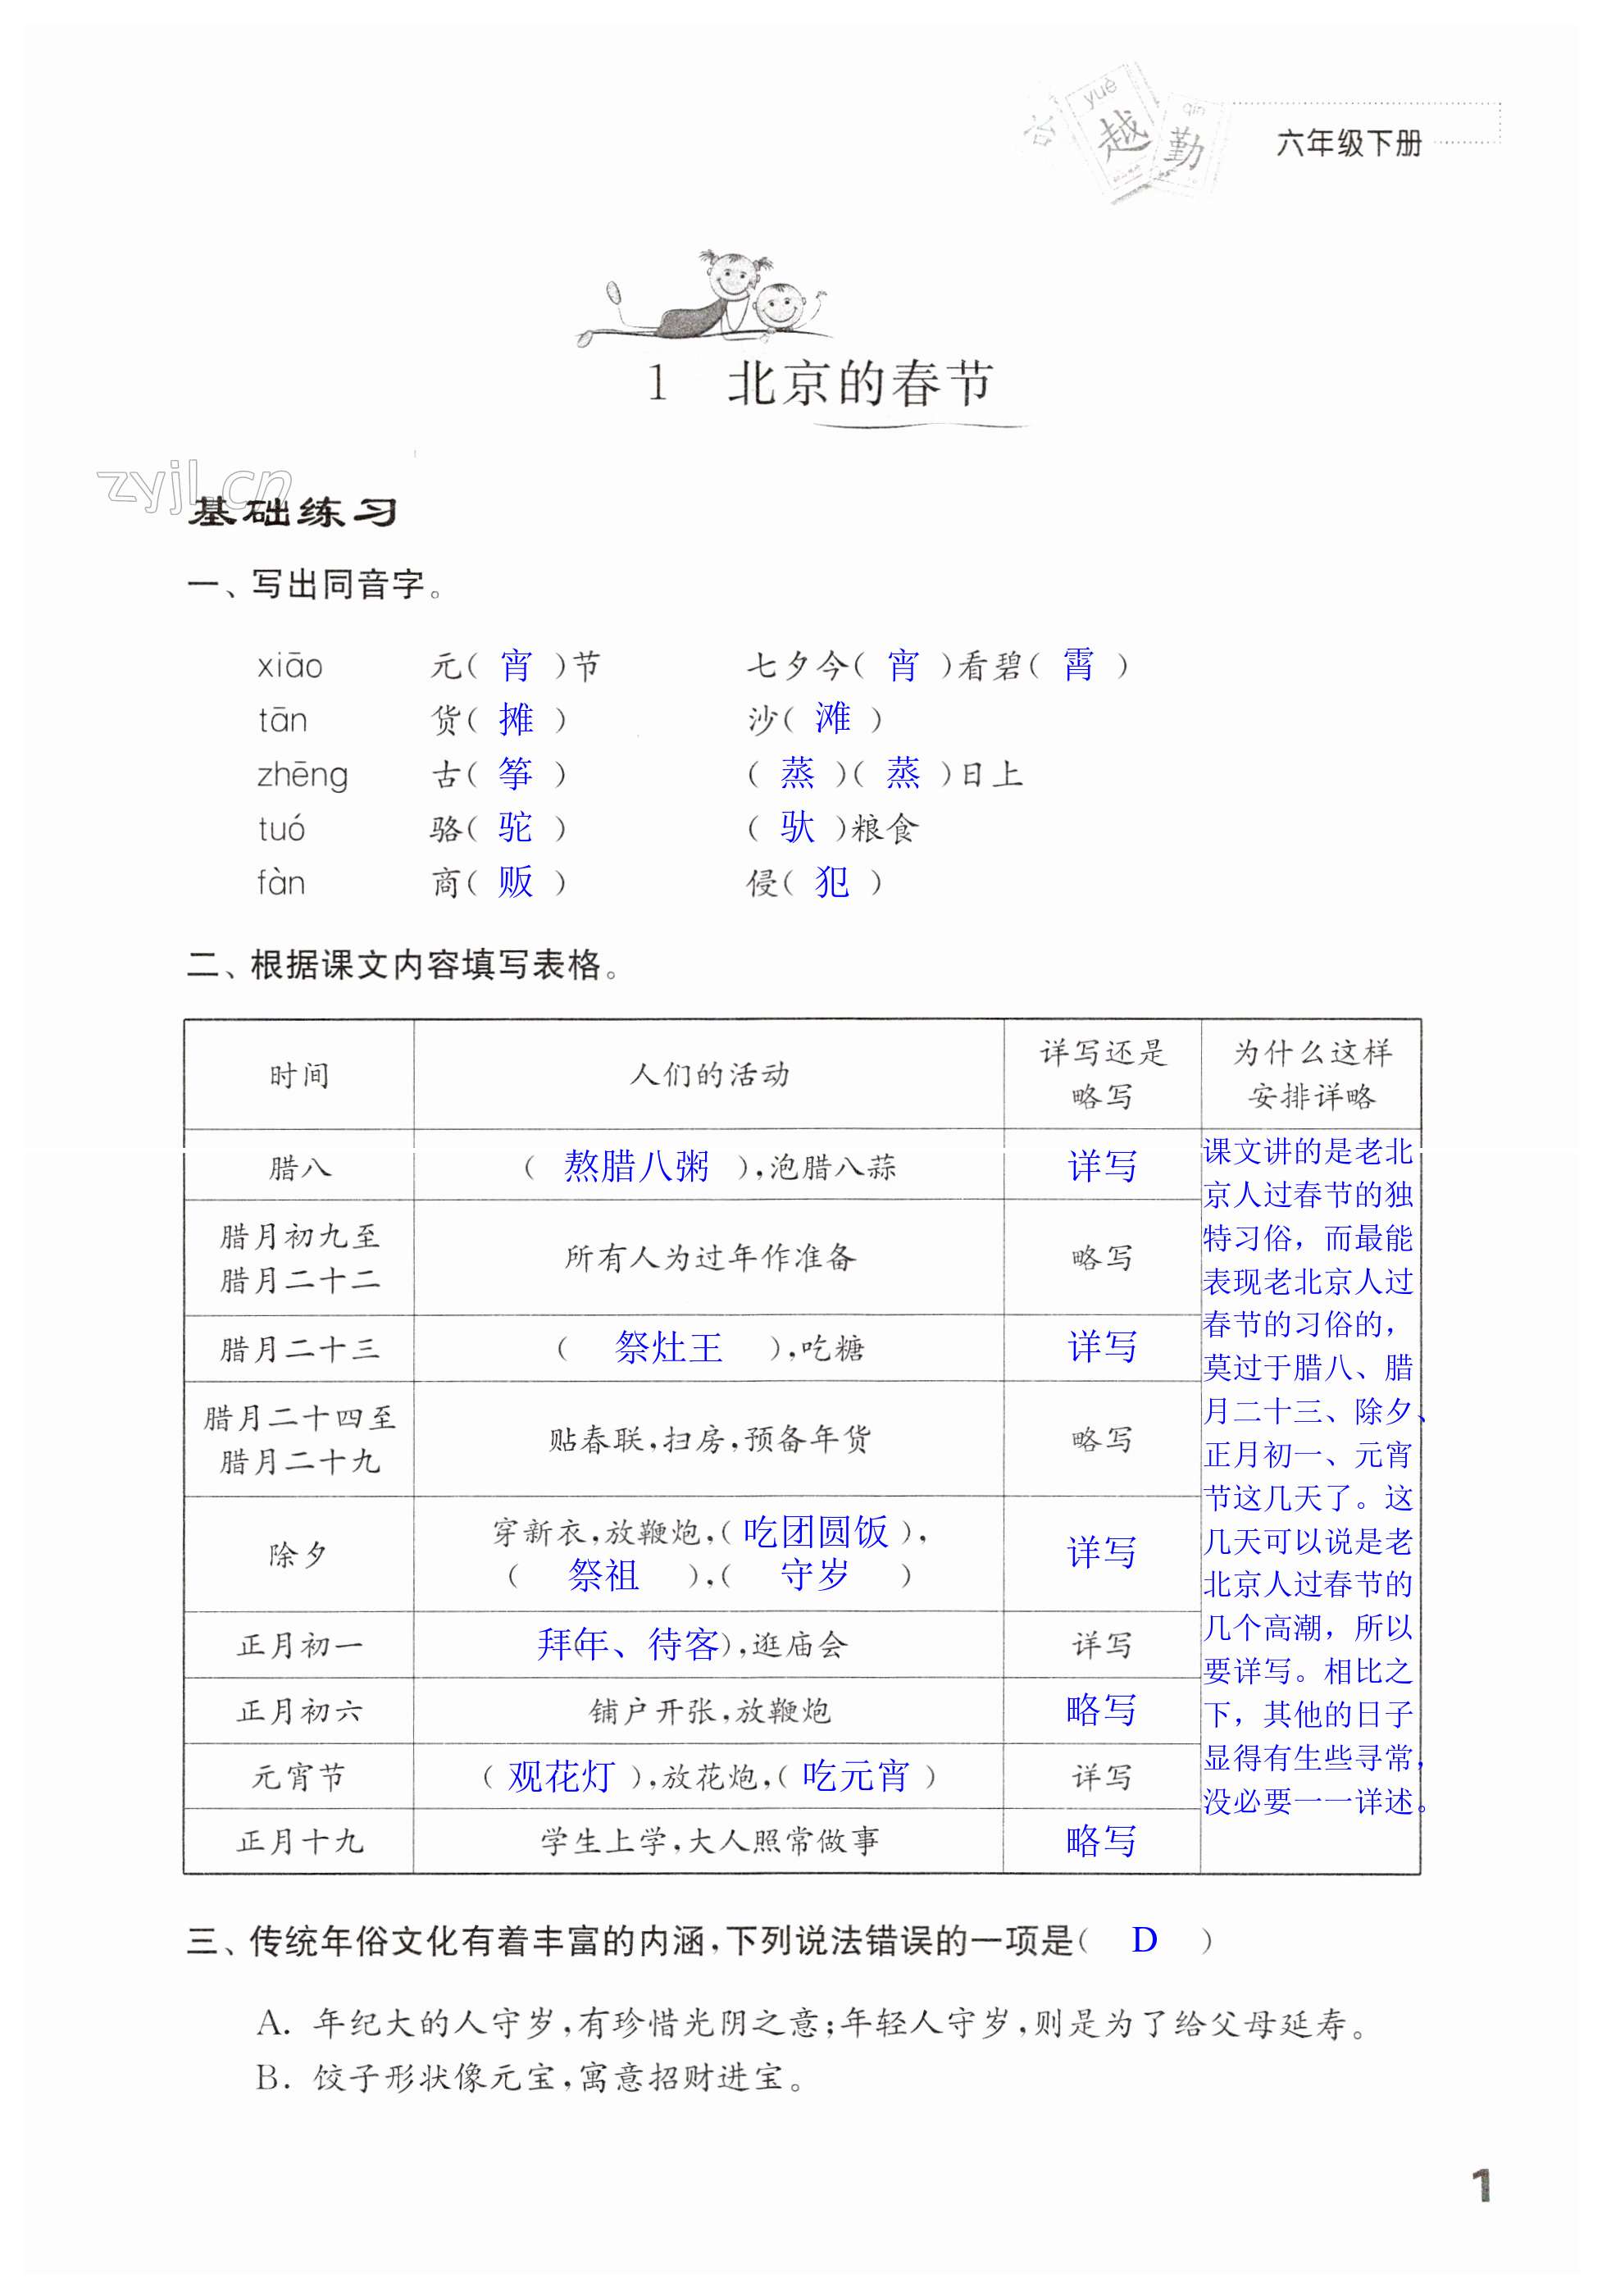 yuè
越
qín
勤
六年级下册
1 北京的春节
zyjl.cn
基础练习
一、写出同音字。
xiāo 元( 宵 )节 七夕今( 宵 )看碧( 霄 )
tān 货( 摊 ) 沙( 滩 )
zhēng 古( 筝 ) ( 蒸 )( 蒸 )日上
tuó 骆( 驼 ) ( 驮 )粮食
fàn 商( 贩 ) 侵( 犯 )
二、根据课文内容填写表格。
时间 人们的活动 详写还是略写 为什么这样安排详略
腊八 ( 熬腊八粥 ),泡腊八蒜 详写
腊月初九至
腊月二十二 所有人为过年作准备 略写
腊月二十三 ( 祭灶王 ),吃糖 详写
腊月二十四至
腊月二十九 贴春联,扫房,预备年货 略写
除夕 穿新衣,放鞭炮,( 吃团圆饭 ),
( 祭祖 ),( 守岁 ) 详写
正月初一 (拜年、待客),逛庙会 详写
正月初六 铺户开张,放鞭炮 略写
元宵节 ( 观花灯 ),放花炮,( 吃元宵 ) 详写
正月十九 学生上学,大人照常做事 略写
课文讲的是老北
京人过春节的独
特习俗，而最能
表现老北京人过
春节的习俗的，
莫过于腊八、腊
月二十三、除夕、
正月初一、元宵
节这几天了。这
几天可以说是老
北京人过春节的
几个高潮，所以
要详写。相比之
下，其他的日子
显得有生些寻常，
没必要一一详述。
三、传统年俗文化有着丰富的内涵,下列说法错误的一项是( D )
A. 年纪大的人守岁,有珍惜光阴之意;年轻人守岁,则是为了给父母延寿。
B. 饺子形状像元宝,寓意招财进宝。
1